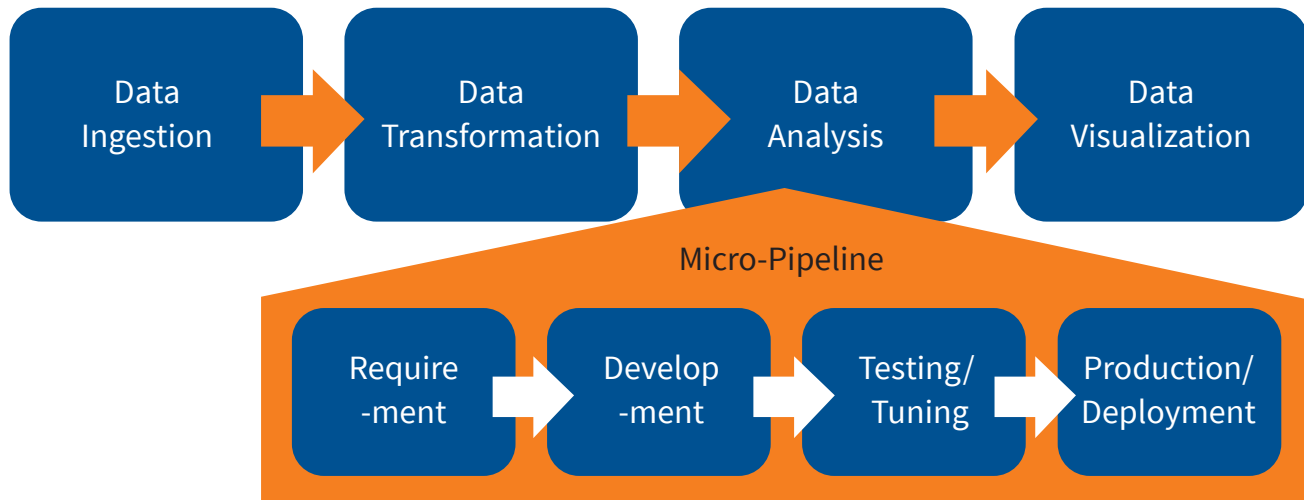 Data
Ingestion
Data
Transformation
Data
Analysis
Data
Visualization
Micro-Pipeline
Require
-ment
Develop
-ment
Testing/
Tuning
Production/
Deployment